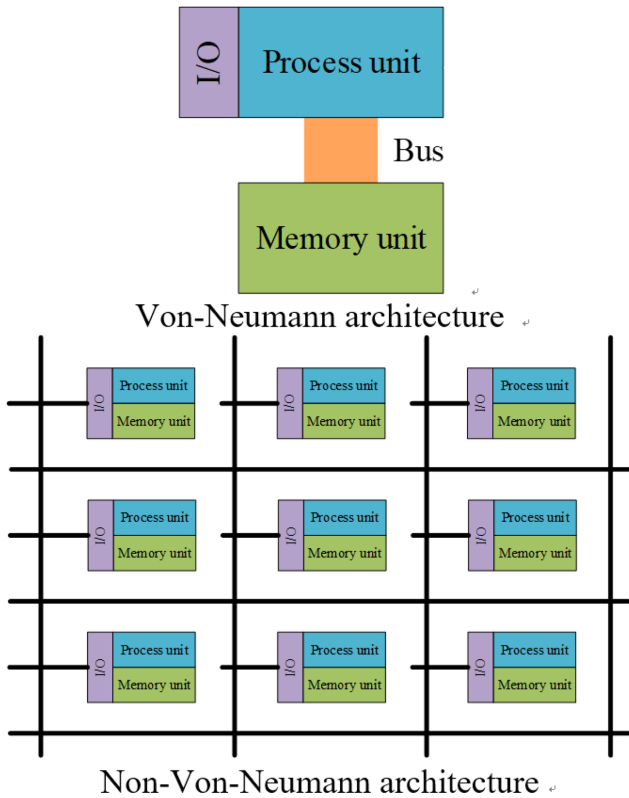 I/O Process unit
Bus
Memory unit
Von-Neumann architecture
Process unit Process unit Process unit
I/O I/O I/O
Memory unit Memory unit Memory unit
Process unit Process unit Process unit
I/O I/O I/O
Memory unit Memory unit Memory unit
Process unit Process unit Process unit
I/O I/O I/O
Memory unit Memory unit Memory unit
Non-Von-Neumann architecture